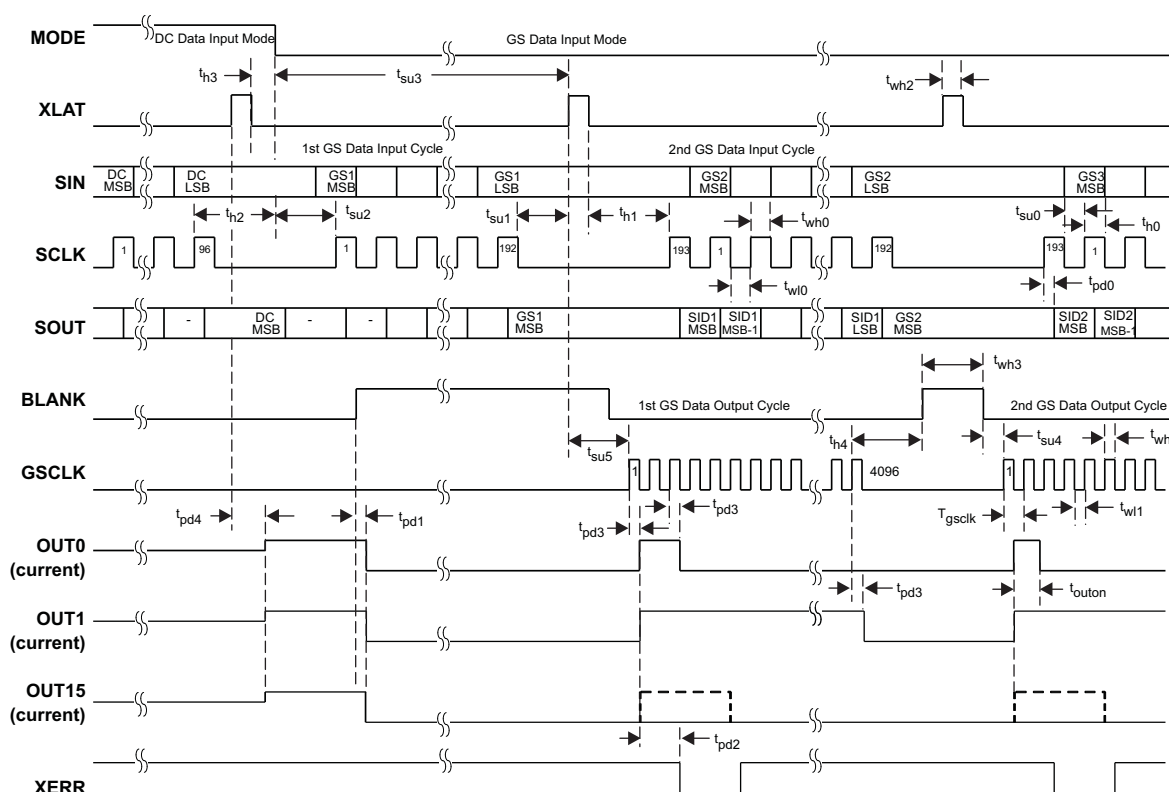 MODE
DC Data Input Mode
GS Data Input Mode
th3
tsu3
twh2
XLAT
1st GS Data Input Cycle
2nd GS Data Input Cycle
SIN
DC MSB
DC LSB
GS1 MSB
GS1 LSB
GS2 MSB
GS2 LSB
GS3 MSB
th2
tsu2
tsu1
th1
twh0
tsu0
th0
SCLK
1
96
1
192
193
1
192
193
1
twl0
tpd0
SOUT
-
DC MSB
-
-
GS1 MSB
SID1 MSB
SID1 MSB-1
SID1 LSB
GS2 MSB
SID2 MSB
SID2 MSB-1
twh3
BLANK
1st GS Data Output Cycle
2nd GS Data Output Cycle
tsu5
th4
tsu4
twh
GSCLK
1
4096
1
tpd4
tpd1
tpd3
tpd3
Tgsclk
twl1
OUT0
(current)
tpd3
touton
OUT1
(current)
OUT15
(current)
tpd2
XERR